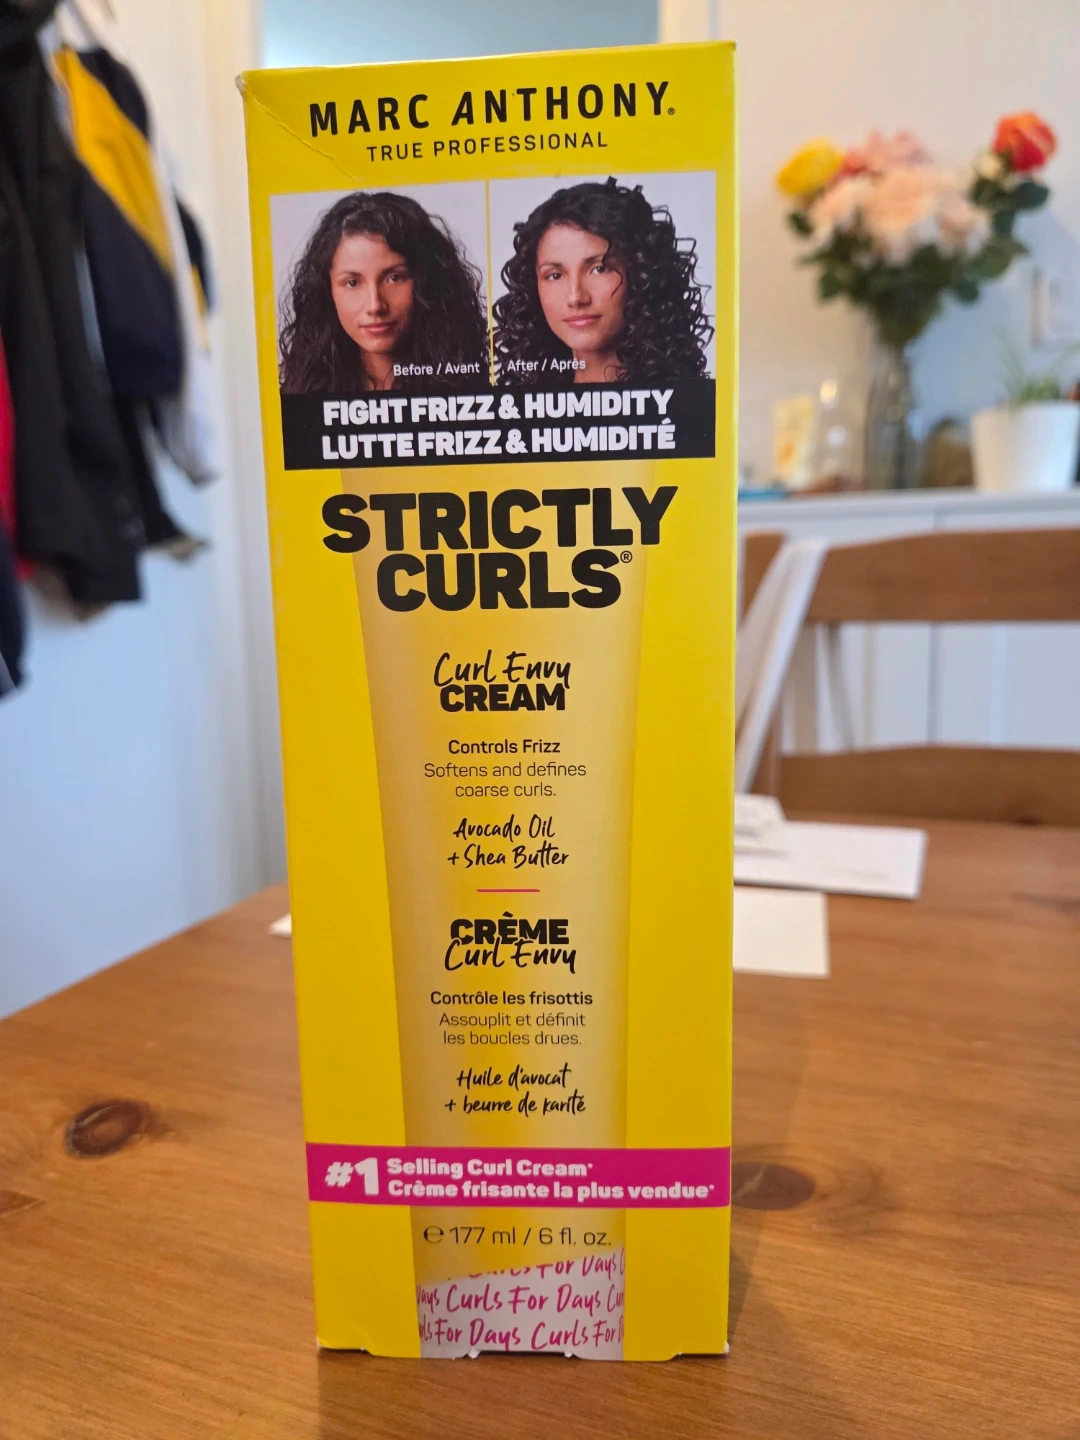 MARC ANTHONY®
TRUE PROFESSIONAL
Before / Avant
After / Après
FIGHT FRIZZ & HUMIDITY
LUTTE FRIZZ & HUMIDITÉ
STRICTLY
CURLS®
Curl Envy
CREAM
Controls Frizz
Softens and defines
coarse curls.
Avocado Oil
+ Shea Butter
CRÈME
Curl Envy
Contrôle les frisottis
Assouplit et définit
les boucles drues.
Huile d'avocat
+ beurre de karité
#1 Selling Curl Cream*
Crème frisante la plus vendue*
℮ 177 ml / 6 fl. oz.
For Days
Curls For Days
For Days Curls For